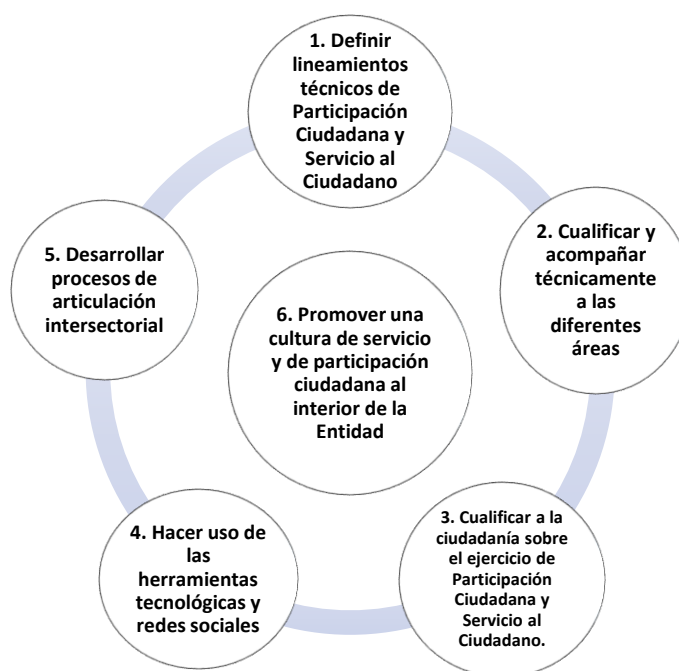 1. Definir
lineamientos
técnicos de
Participación
Ciudadana y
Servicio al
Ciudadano
2. Cualificar y
acompañar
técnicamente
a las
diferentes
áreas
3. Cualificar a la
ciudadanía sobre
el ejercicio de
Participación
Ciudadana y
Servicio al
Ciudadano.
4. Hacer uso de
las
herramientas
tecnológicas y
redes sociales
5. Desarrollar
procesos de
articulación
intersectorial
6. Promover una
cultura de servicio
y de participación
ciudadana al
interior de la
Entidad